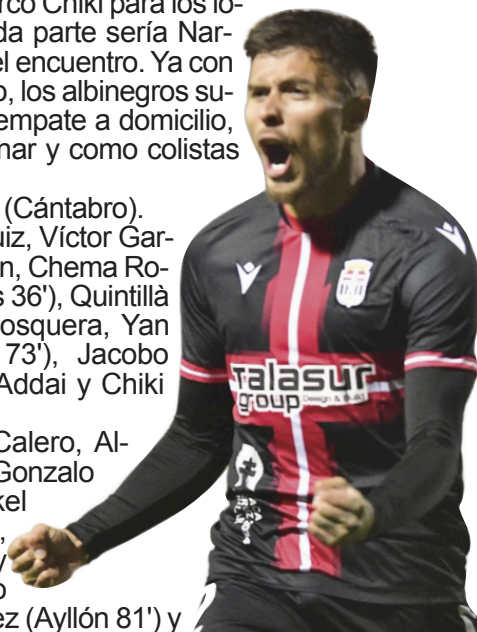 rco Chiki para los lo-
da parte sería Nar-
el encuentro. Ya con
o, los albinegros su-
empate a domicilio,
nar y como colistas
(Cántabro).
uiz, Víctor Gar-
n, Chema Ro-
s 36'), Quintillà
osquera, Yan
73'), Jacobo
Addai y Chiki
Calero, Al-
Gonzalo
kel
,
y
o
ez (Ayllón 81') y
Talasur
group Design & Build